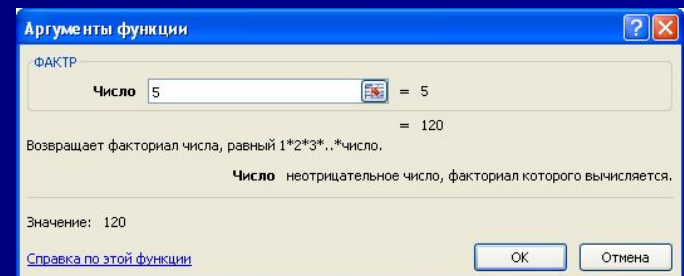 Аргументы функции
ФАКТР
Число 5 = 5
= 120
Возвращает факториал числа, равный 1*2*3*..*число.
Число неотрицательное число, факториал которого вычисляется.
Значение: 120
Справка по этой функции OK Отмена